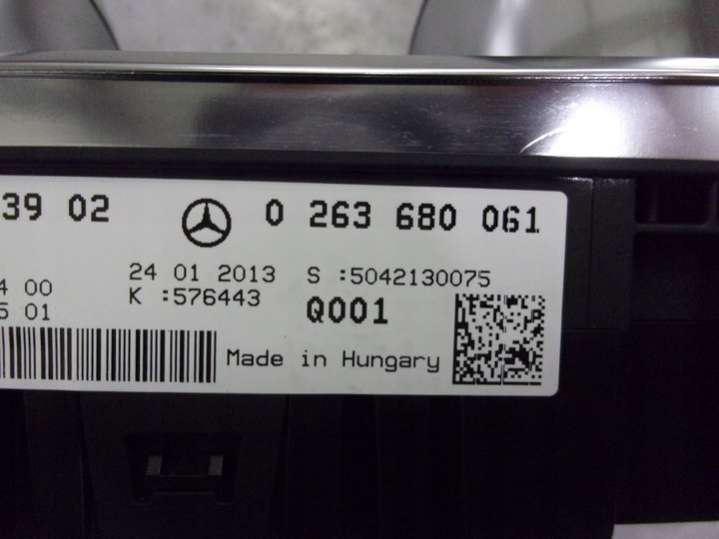 39 02 0 263 680 061
24 01 2013 S :5042130075
4 00 K :576443
5 01 Q001
Made in Hungary